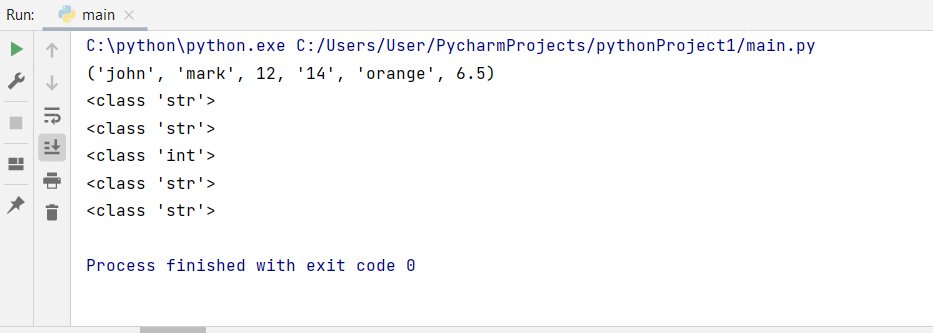 Run: main
C:\python\python.exe C:/Users/User/PycharmProjects/pythonProject1/main.py
('john', 'mark', 12, '14', 'orange', 6.5)
<class 'str'>
<class 'str'>
<class 'int'>
<class 'str'>
<class 'str'>
Process finished with exit code 0